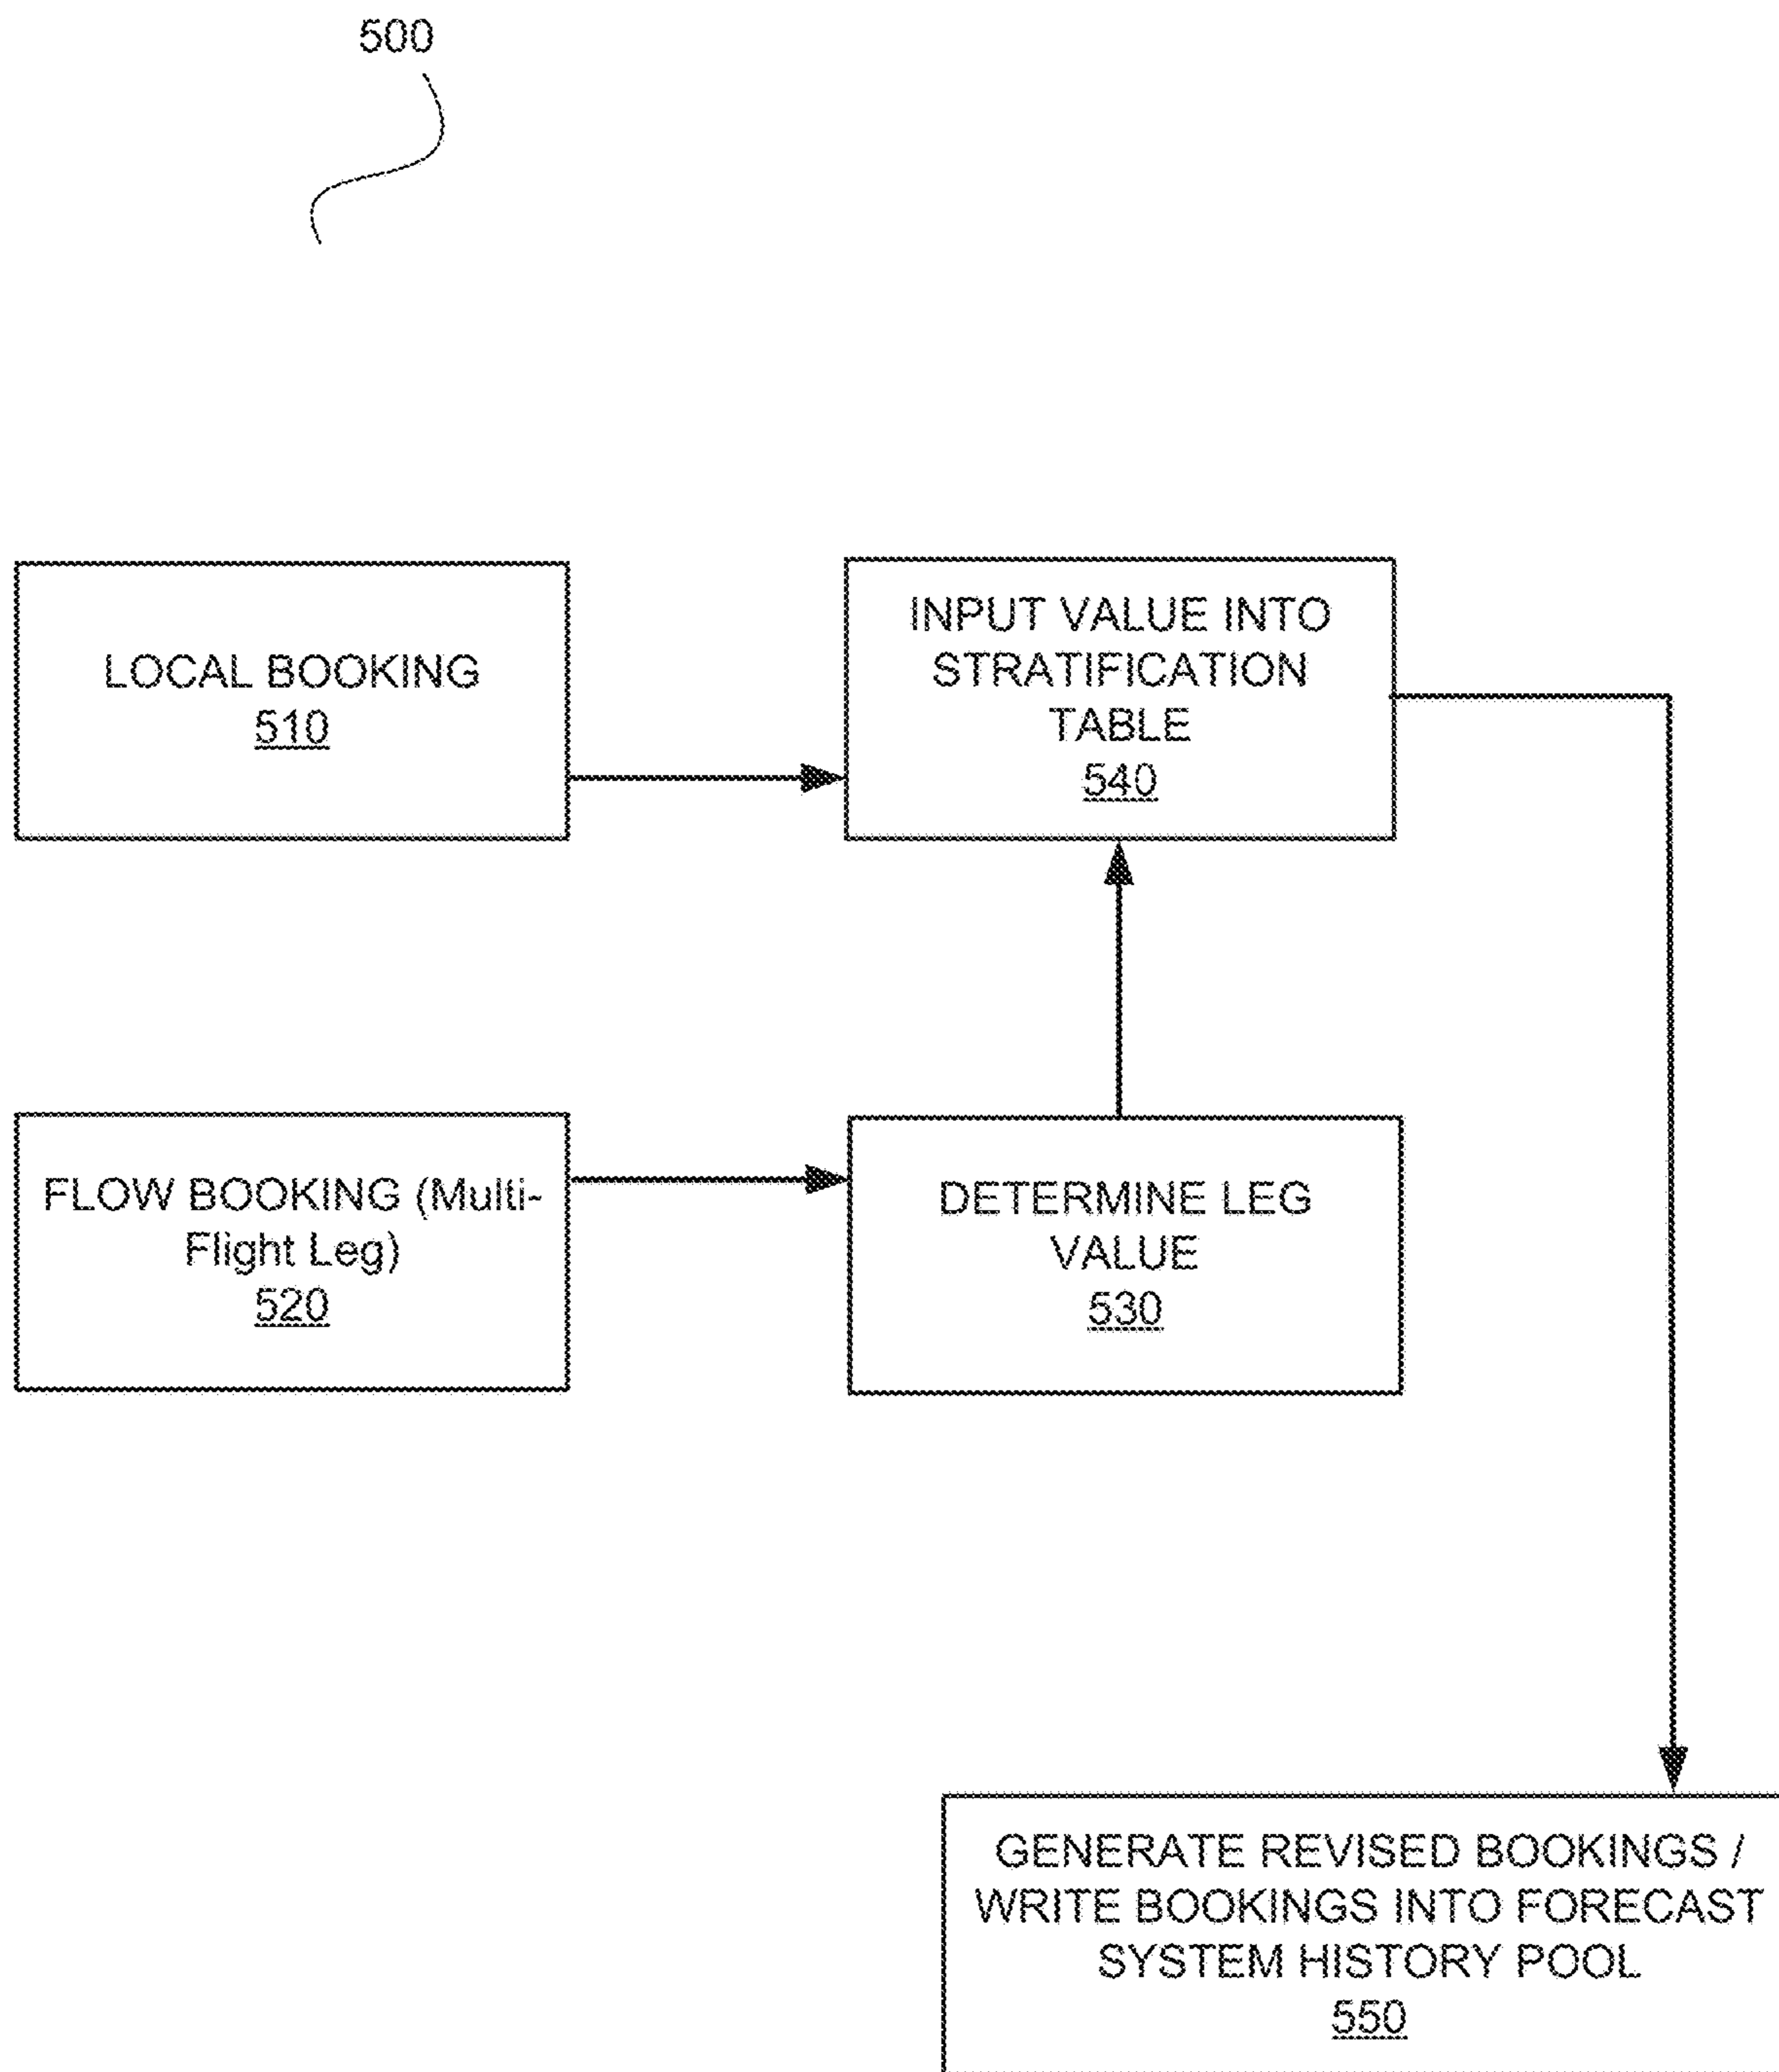 500
LOCAL BOOKING
510
INPUT VALUE INTO
STRATIFICATION
TABLE
540
FLOW BOOKING (Multi-
Flight Leg)
520
DETERMINE LEG
VALUE
530
GENERATE REVISED BOOKINGS /
WRITE BOOKINGS INTO FORECAST
SYSTEM HISTORY POOL
550